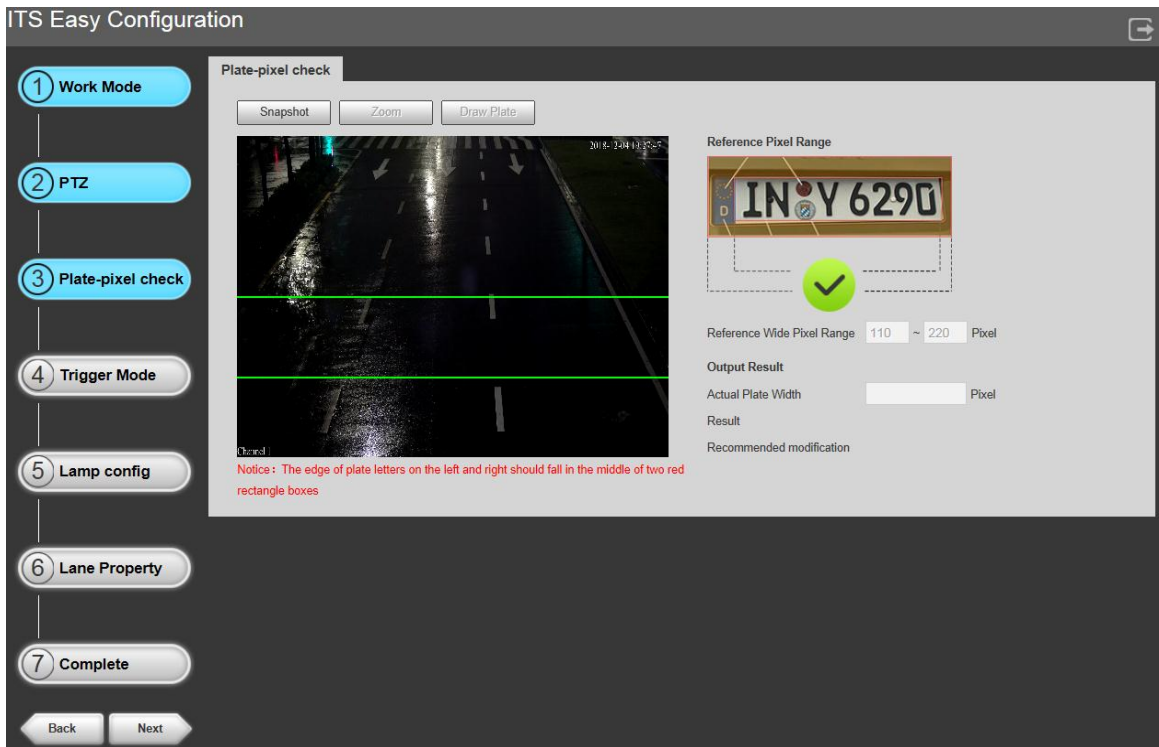 ITS Easy Configuration
1 Work Mode
2 PTZ
3 Plate-pixel check
4 Trigger Mode
5 Lamp config
6 Lane Property
7 Complete
Back Next
Plate-pixel check
Snapshot Zoom Draw Plate
Channel 1
Notice： The edge of plate letters on the left and right should fall in the middle of two red
rectangle boxes
Reference Pixel Range
D IN Y 6290
Reference Wide Pixel Range 110 ~ 220 Pixel
Output Result
Actual Plate Width Pixel
Result
Recommended modification